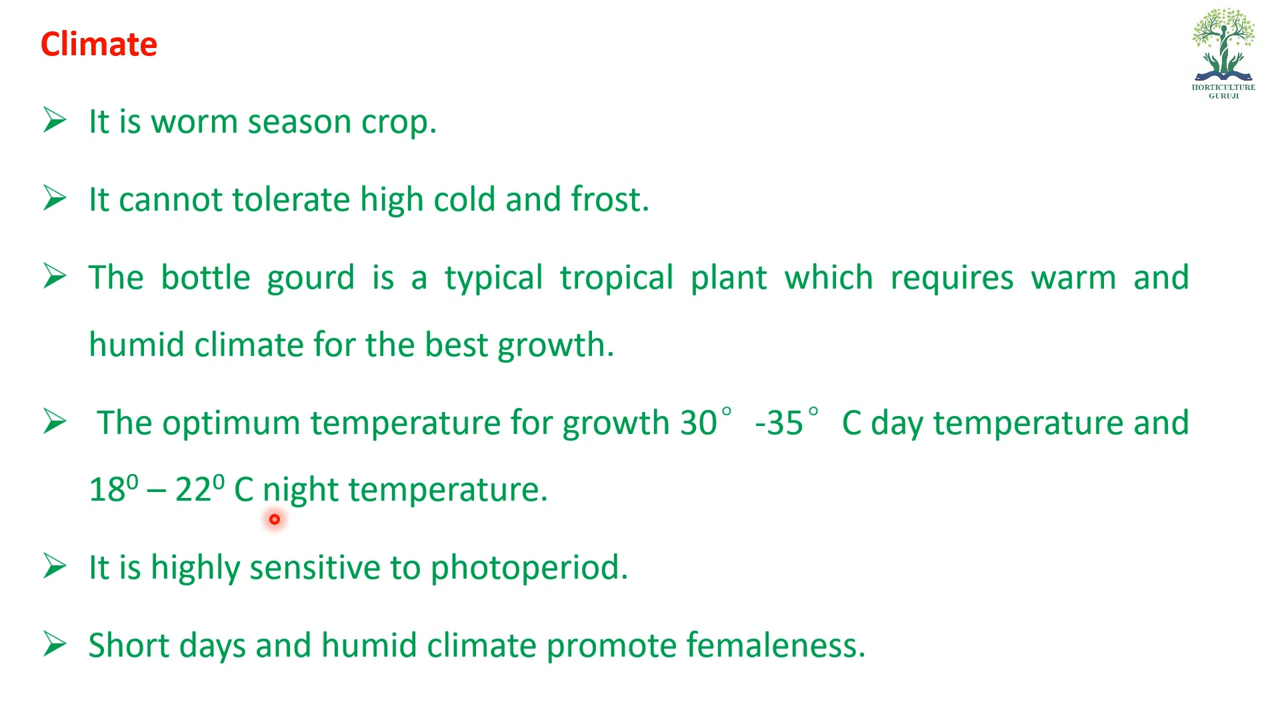 Climate
HORTICULTURE
GURUJI
➢ It is worm season crop.
➢ It cannot tolerate high cold and frost.
➢ The bottle gourd is a typical tropical plant which requires warm and
humid climate for the best growth.
➢ The optimum temperature for growth 30° -35° C day temperature and
18⁰ – 22⁰ C night temperature.
➢ It is highly sensitive to photoperiod.
➢ Short days and humid climate promote femaleness.